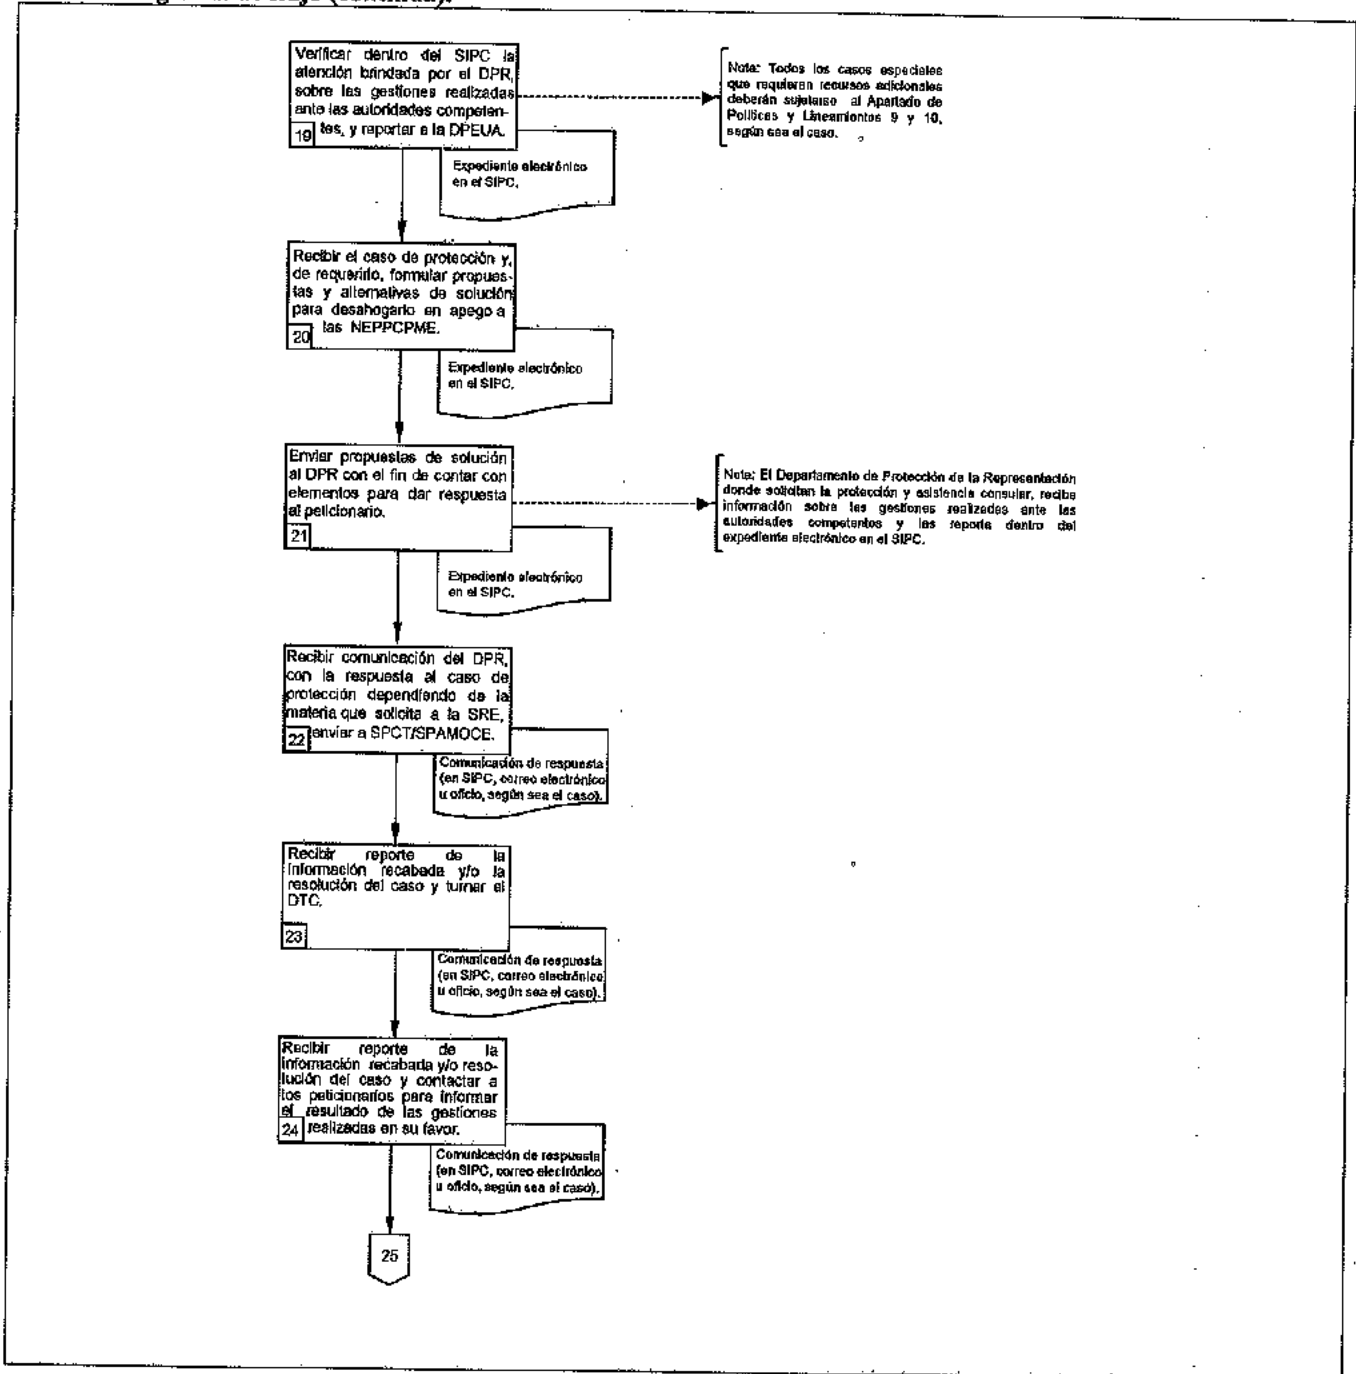 Verificar dentro del SIPC la
atención brindada por el DPR,
sobre las gestiones realizadas
ante las autoridades competen-
19 tes, y reportar a la DPEUA.
Nota: Todos los casos especiales
que requieran recursos adicionales
deberán sujetarse al Apartado de
Políticas y Lineamientos 9 y 10,
según sea el caso.
Expediente electrónico
en el SIPC.
Recibir el caso de protección y,
de requerirlo, formular propues-
tas y alternativas de solución
para desahogarlo en apego a
20 las NEPPCPME.
Expediente electrónico
en el SIPC.
Enviar propuestas de solución
al DPR con el fin de contar con
elementos para dar respuesta
al peticionario.
21
Nota: El Departamento de Protección de la Representación
donde solicitan la protección y asistencia consular, recibe
información sobre las gestiones realizadas ante las
autoridades competentes y las reporta dentro del
expediente electrónico en el SIPC.
Expediente electrónico
en el SIPC.
Recibir comunicación del DPR,
con la respuesta al caso de
protección dependiendo de la
materia que solicita a la SRE,
22 enviar a SPCT/SPAMOCE.
Comunicación de respuesta
(en SIPC, correo electrónico
u oficio, según sea el caso).
Recibir reporte de la
información recabada y/o la
resolución del caso y turnar al
DTC.
23
Comunicación de respuesta
(en SIPC, correo electrónico
u oficio, según sea el caso).
Recibir reporte de la
información recabada y/o reso-
lución del caso y contactar a
los peticionarios para informar
el resultado de las gestiones
24 realizadas en su favor.
Comunicación de respuesta
(en SIPC, correo electrónico
u oficio, según sea el caso).
25